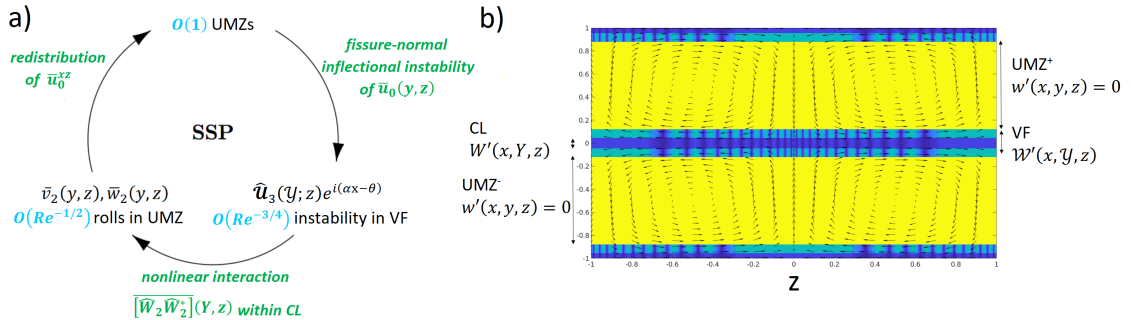 a)
O(1) UMZs
redistribution
of u̅₀ˣᶻ
fissure-normal
inflectional instability
of u̅₀(y, z)
SSP
v̅₂(y, z), w̅₂(y, z)
O(Re⁻¹ᐟ²) rolls in UMZ
𝓤̂₃(𝒴; z)e^{i(αx−θ)}
O(Re⁻³ᐟ⁴) instability in VF
nonlinear interaction
\overline{[Ŵ₂Ŵ₂*]}(Y, z) within CL
b)
1
0.8
0.6
0.4
0.2
0
-0.2
-0.4
-0.6
-0.8
-1
-1
-0.8
-0.6
-0.4
-0.2
0
0.2
0.4
0.6
0.8
1
z
CL
W′(x, Y, z)
UMZ⁻
w′(x, y, z) = 0
UMZ⁺
w′(x, y, z) = 0
VF
𝒲′(x, 𝒴, z)